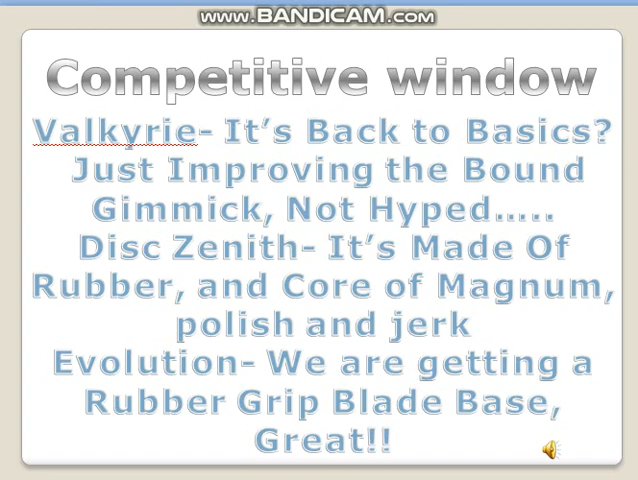 www.BANDICAM.com
Competitive window
Valkyrie- It’s Back to Basics?
Just Improving the Bound
Gimmick, Not Hyped…..
Disc Zenith- It’s Made Of
Rubber, and Core of Magnum,
polish and jerk
Evolution- We are getting a
Rubber Grip Blade Base,
Great!!